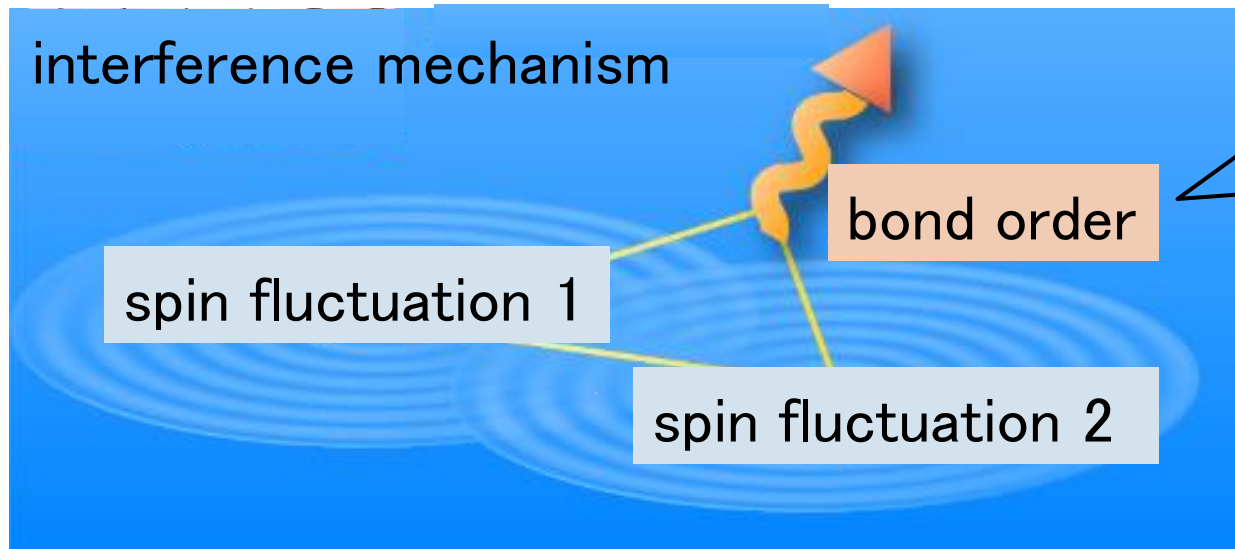 interference mechanism
bond order
spin fluctuation 1
spin fluctuation 2